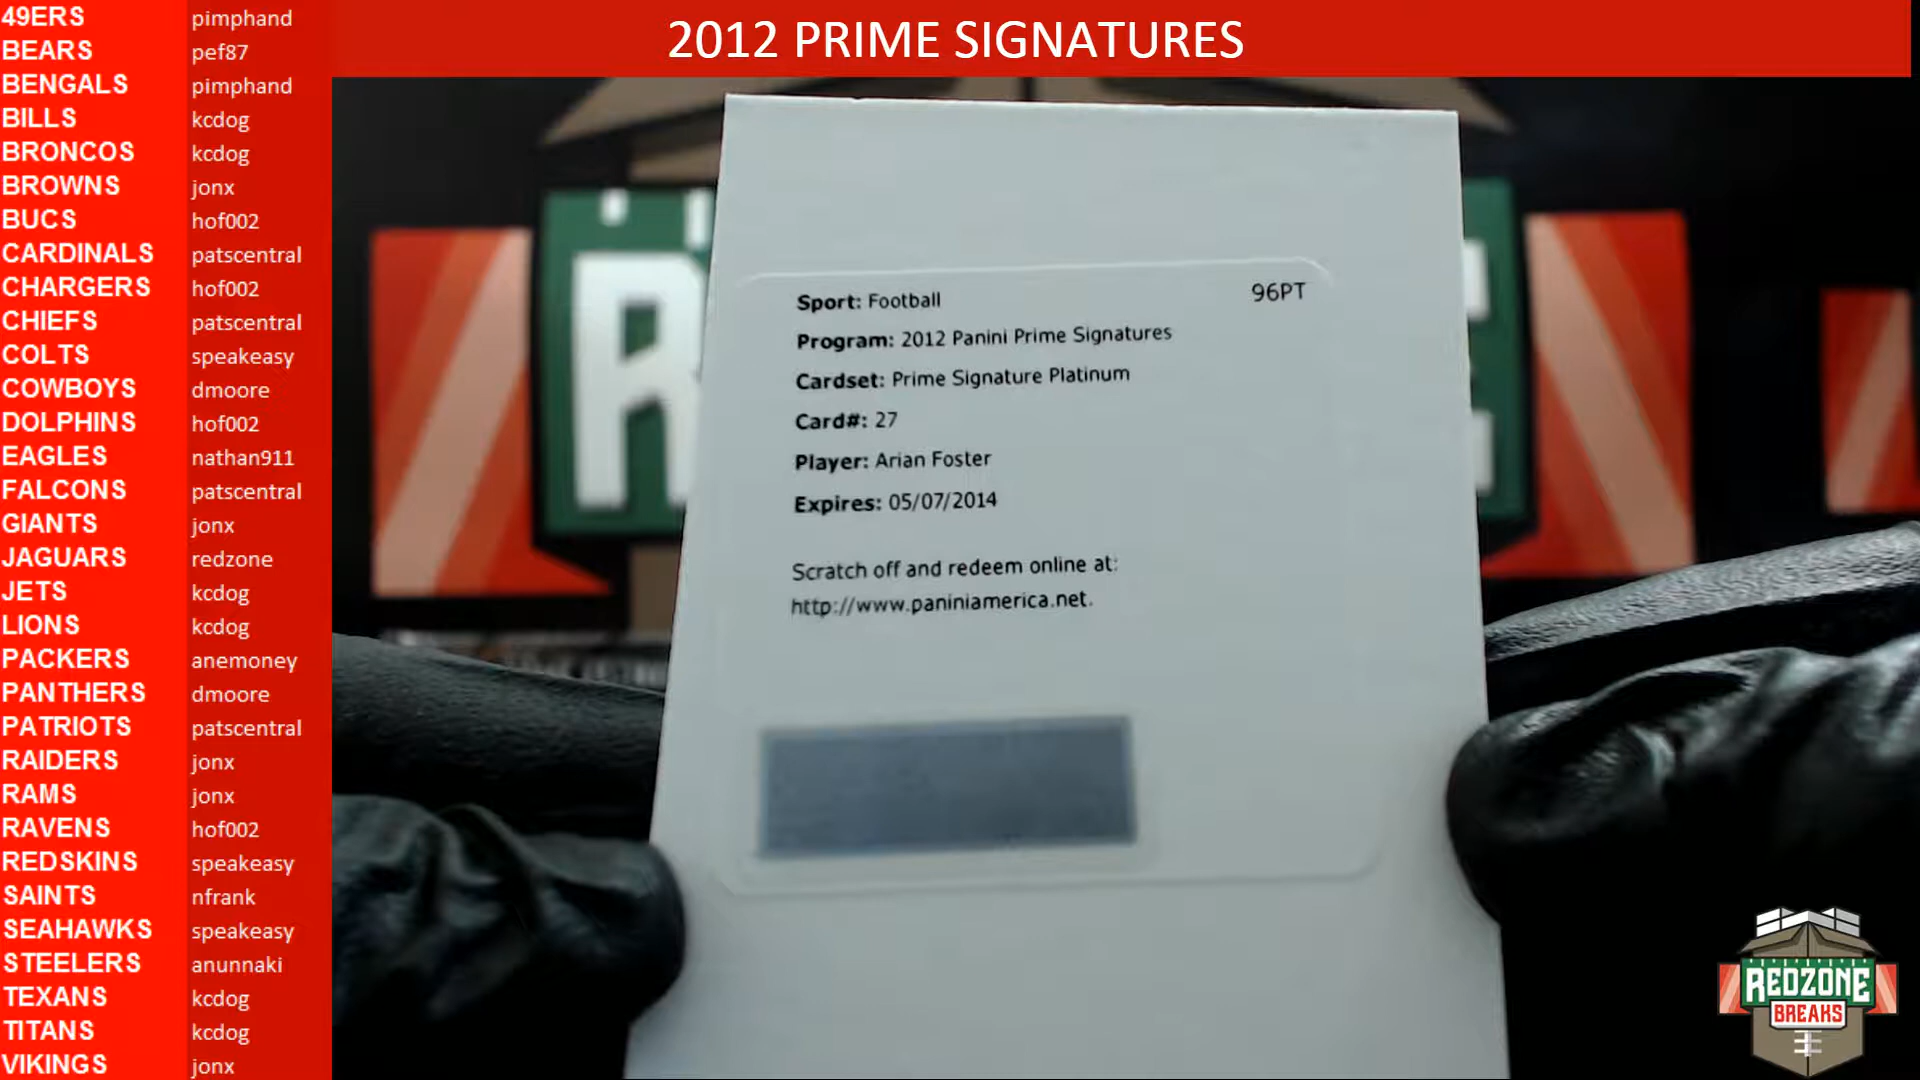 2012 PRIME SIGNATURES
49ERS pimphand
BEARS pef87
BENGALS pimphand
BILLS kcdog
BRONCOS kcdog
BROWNS jonx
BUCS hof002
CARDINALS patscentral
CHARGERS hof002
CHIEFS patscentral
COLTS speakeasy
COWBOYS dmoore
DOLPHINS hof002
EAGLES nathan911
FALCONS patscentral
GIANTS jonx
JAGUARS redzone
JETS kcdog
LIONS kcdog
PACKERS anemoney
PANTHERS dmoore
PATRIOTS patscentral
RAIDERS jonx
RAMS jonx
RAVENS hof002
REDSKINS speakeasy
SAINTS nfrank
SEAHAWKS speakeasy
STEELERS anunnaki
TEXANS kcdog
TITANS kcdog
VIKINGS jonx
R
E
Sport: Football 96PT
Program: 2012 Panini Prime Signatures
Cardset: Prime Signature Platinum
Card#: 27
Player: Arian Foster
Expires: 05/07/2014
Scratch off and redeem online at:
http://www.paniniamerica.net.
REDZONE
BREAKS